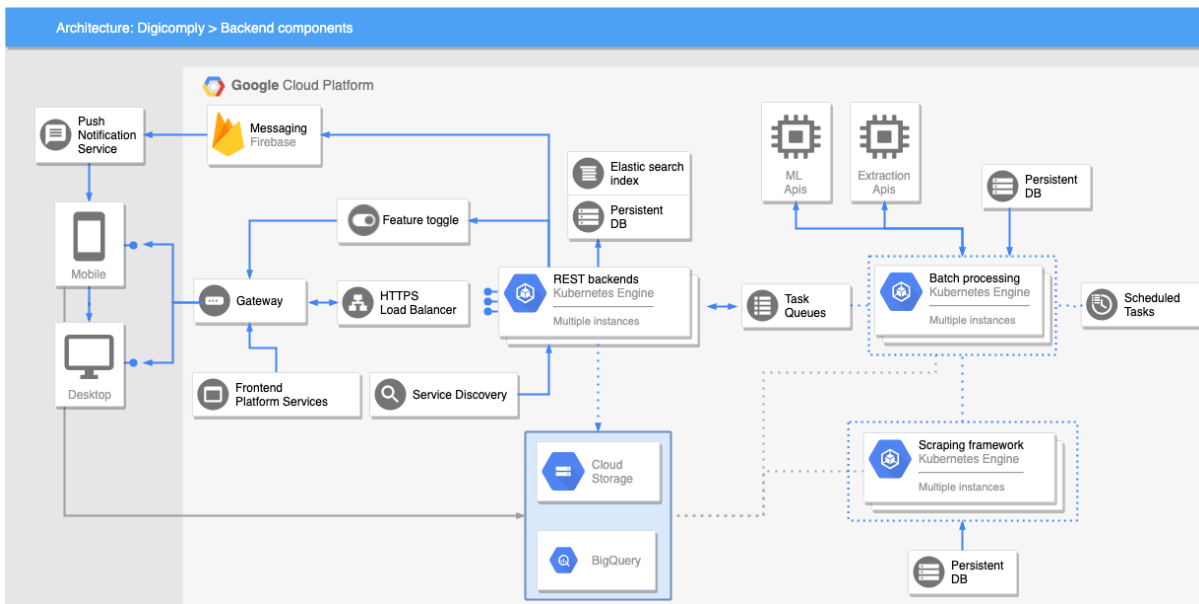 Architecture: Digicomply > Backend components
Google Cloud Platform
Push
Notification
Service
Messaging
Firebase
Elastic search
index
Persistent
DB
ML
Apis
Extraction
Apis
Persistent
DB
Feature toggle
Mobile
Gateway
HTTPS
Load Balancer
REST backends
Kubernetes Engine
Multiple instances
Task
Queues
Batch processing
Kubernetes Engine
Multiple instances
Scheduled
Tasks
Desktop
Frontend
Platform Services
Service Discovery
Cloud
Storage
BigQuery
Scraping framework
Kubernetes Engine
Multiple instances
Persistent
DB